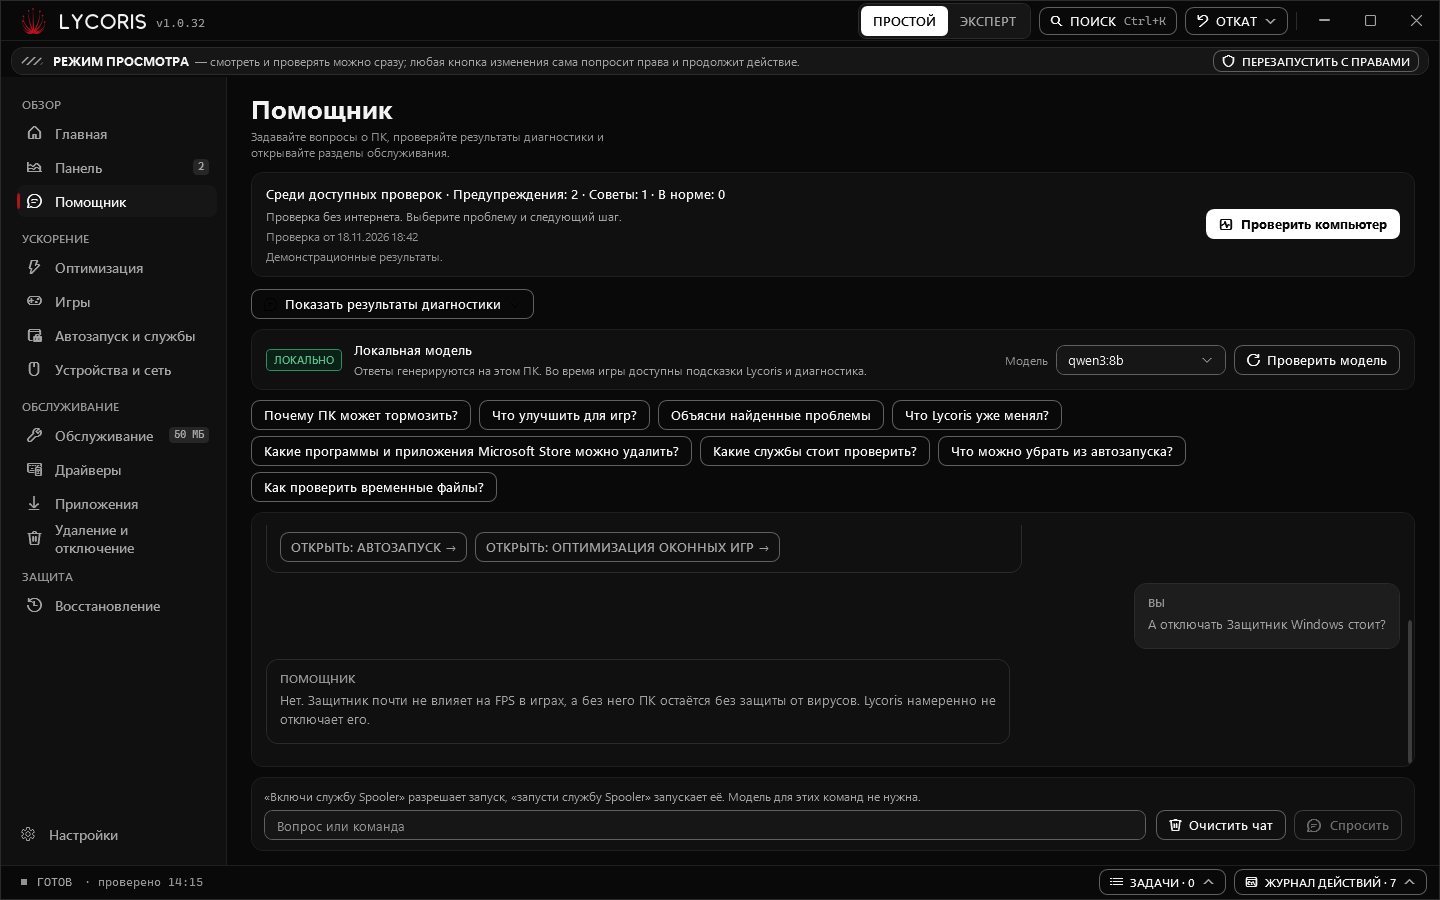 LYCORIS v1.0.32
ПРОСТОЙ ЭКСПЕРТ ПОИСК Ctrl+K ОТКАТ
РЕЖИМ ПРОСМОТРА — смотреть и проверять можно сразу; любая кнопка изменения сама попросит права и продолжит действие.
ПЕРЕЗАПУСТИТЬ С ПРАВАМИ
ОБЗОР
Главная
Панель 2
Помощник
УСКОРЕНИЕ
Оптимизация
Игры
Автозапуск и службы
Устройства и сеть
ОБСЛУЖИВАНИЕ
Обслуживание 50 МБ
Драйверы
Приложения
Удаление и
отключение
ЗАЩИТА
Восстановление
Настройки
Помощник
Задавайте вопросы о ПК, проверяйте результаты диагностики и
открывайте разделы обслуживания.
Среди доступных проверок · Предупреждения: 2 · Советы: 1 · В норме: 0
Проверка без интернета. Выберите проблему и следующий шаг.
Проверка от 18.11.2026 18:42
Демонстрационные результаты.
Проверить компьютер
Показать результаты диагностики
ЛОКАЛЬНО
Локальная модель
Ответы генерируются на этом ПК. Во время игры доступны подсказки Lycoris и диагностика.
Модель qwen3:8b Проверить модель
Почему ПК может тормозить? Что улучшить для игр? Объясни найденные проблемы Что Lycoris уже менял?
Какие программы и приложения Microsoft Store можно удалить? Какие службы стоит проверить? Что можно убрать из автозапуска?
Как проверить временные файлы?
ОТКРЫТЬ: АВТОЗАПУСК → ОТКРЫТЬ: ОПТИМИЗАЦИЯ ОКОННЫХ ИГР →
ВЫ
А отключать Защитник Windows стоит?
ПОМОЩНИК
Нет. Защитник почти не влияет на FPS в играх, а без него ПК остаётся без защиты от вирусов. Lycoris намеренно не
отключает его.
«Включи службу Spooler» разрешает запуск, «запусти службу Spooler» запускает её. Модель для этих команд не нужна.
Вопрос или команда Очистить чат Спросить
ГОТОВ · проверено 14:15
ЗАДАЧИ · 0 ЖУРНАЛ ДЕЙСТВИЙ · 7